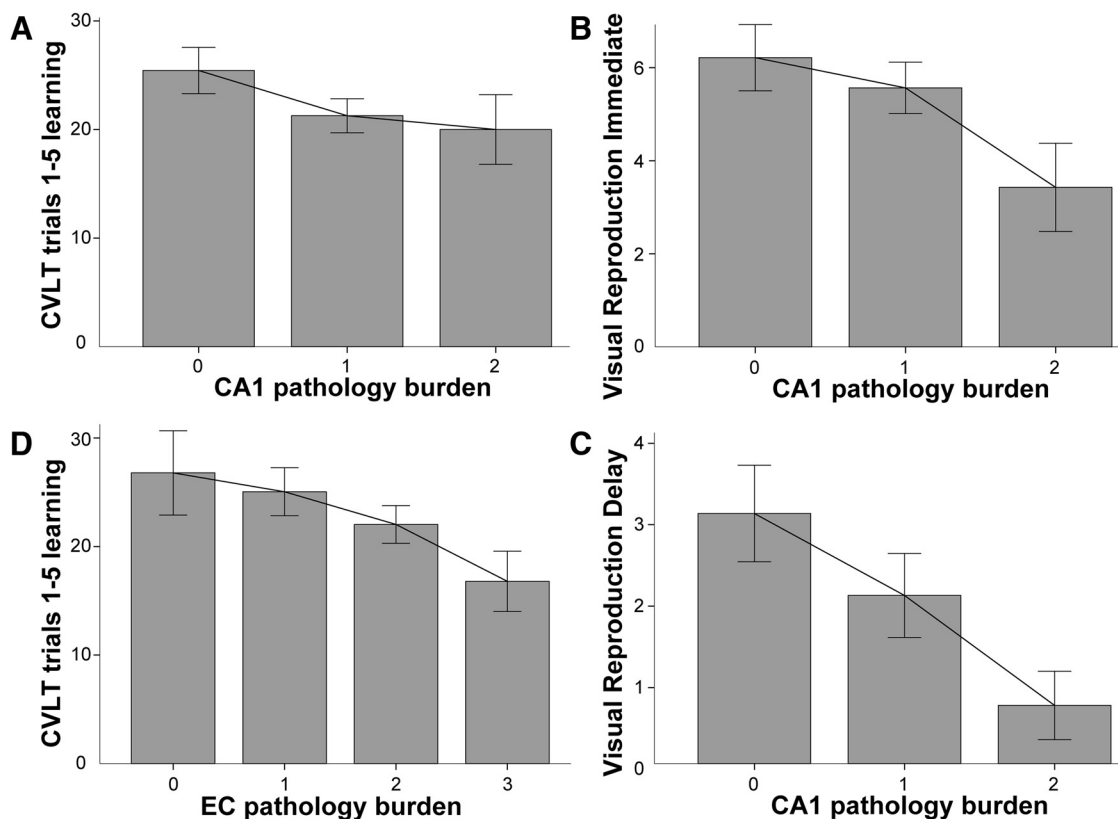 A
CVLT trials 1-5 learning
30
20
10
0
0 1 2
CA1 pathology burden
B
Visual Reproduction Immediate
6
4
2
0
0 1 2
CA1 pathology burden
D
CVLT trials 1-5 learning
30
20
10
0
0 1 2 3
EC pathology burden
C
Visual Reproduction Delay
4
3
2
1
0
0 1 2
CA1 pathology burden